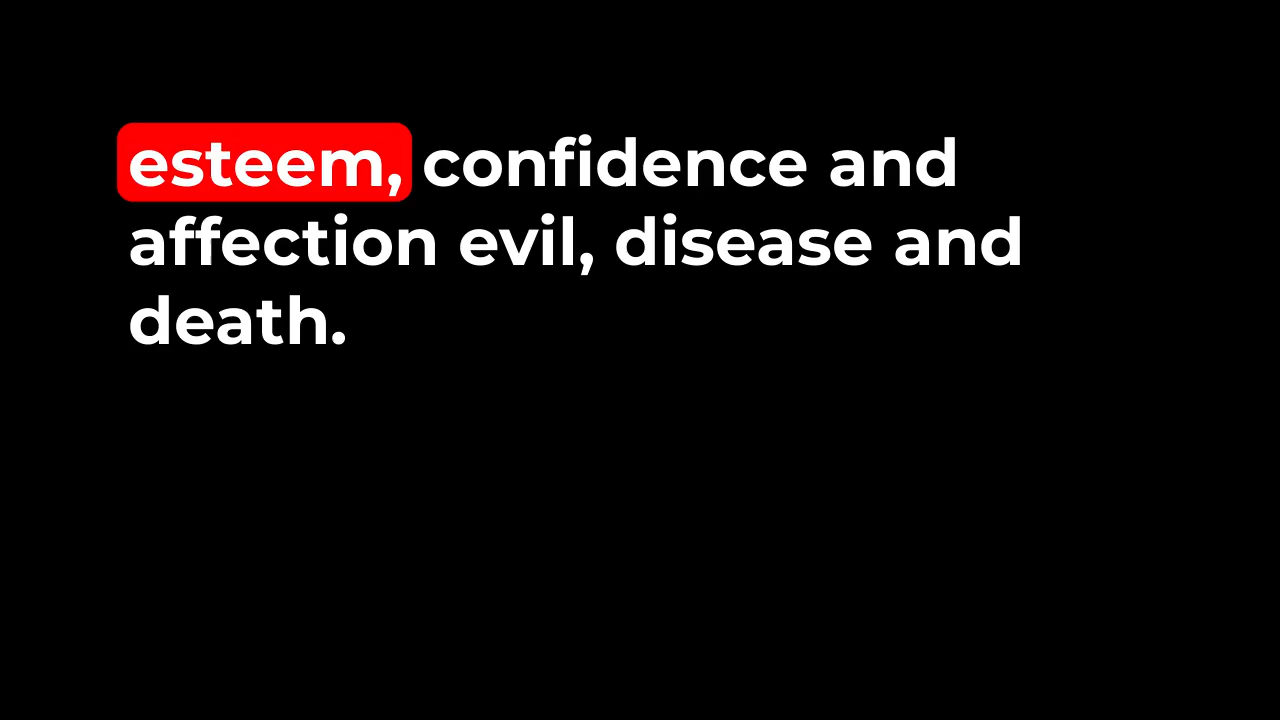 esteem, confidence and
affection evil, disease and
death.